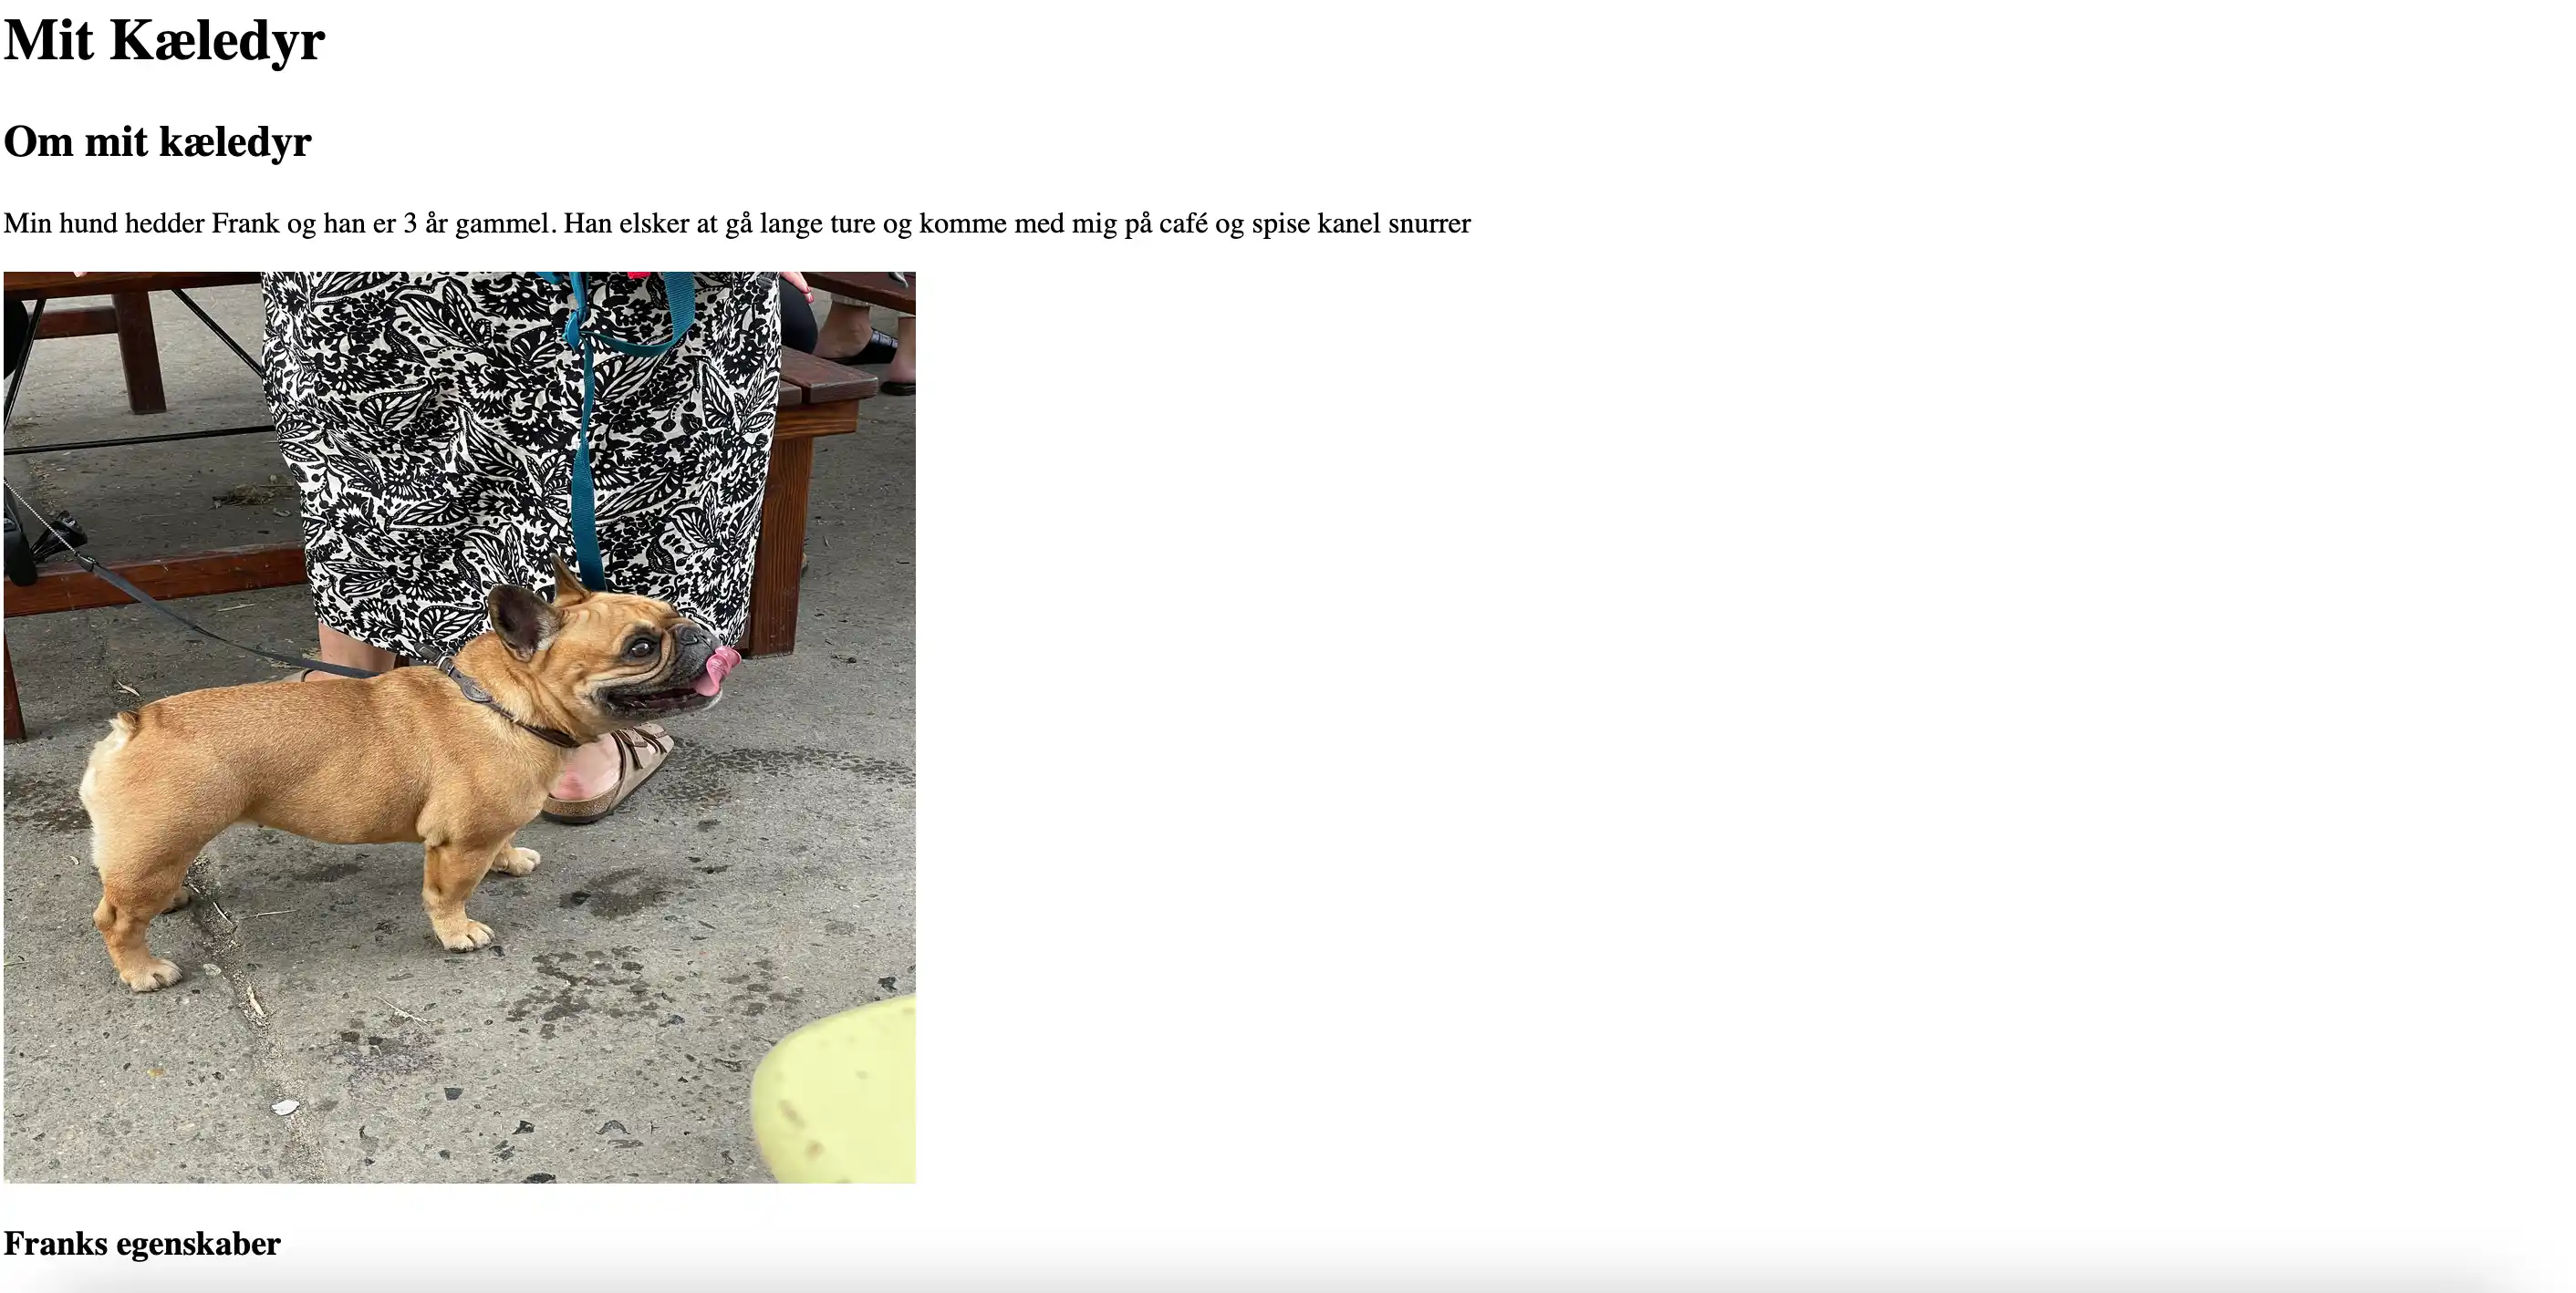 Mit Kæledyr
Om mit kæledyr
Min hund hedder Frank og han er 3 år gammel. Han elsker at gå lange ture og komme med mig på café og spise kanel snurrer
Franks egenskaber